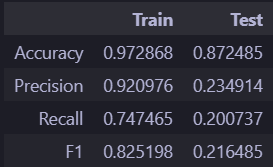 Train Test
Accuracy 0.972868 0.872485
Precision 0.920976 0.234914
Recall 0.747465 0.200737
F1 0.825198 0.216485